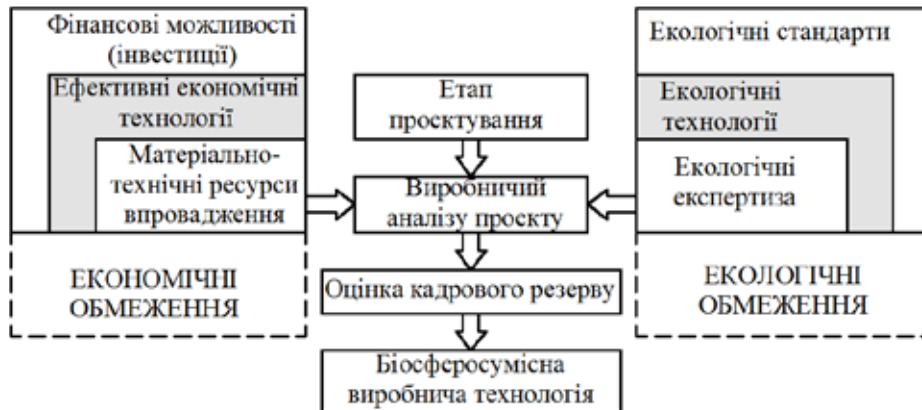 Фінансові можливості
(інвестиції)
Ефективні економічні
технології
Матеріально-
технічні ресурси
впровадження
ЕКОНОМІЧНІ
ОБМЕЖЕННЯ
Етап
проєктування
Виробничий
аналізу проєкту
Оцінка кадрового резерву
Біосферосумісна
виробнича технологія
Екологічні стандарти
Екологічні
технології
Екологічні
експертиза
ЕКОЛОГІЧНІ
ОБМЕЖЕННЯ